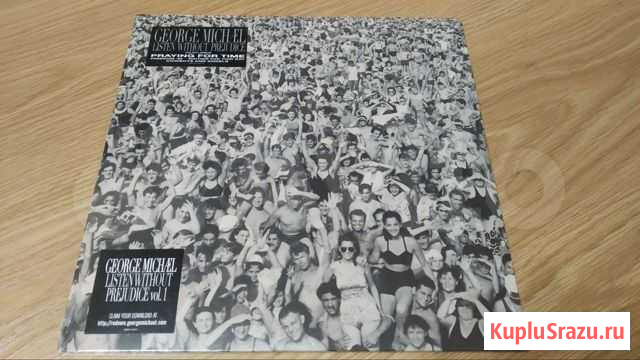 GEORGE MICHAEL
LISTEN WITHOUT PREJUDICE
PRAYING FOR TIME
GEORGE MICHÆL
LISTEN WITHOUT
PREJUDICE vol. 1
CLAIM YOUR DOWNLOAD AT
KupluSrazu.ru